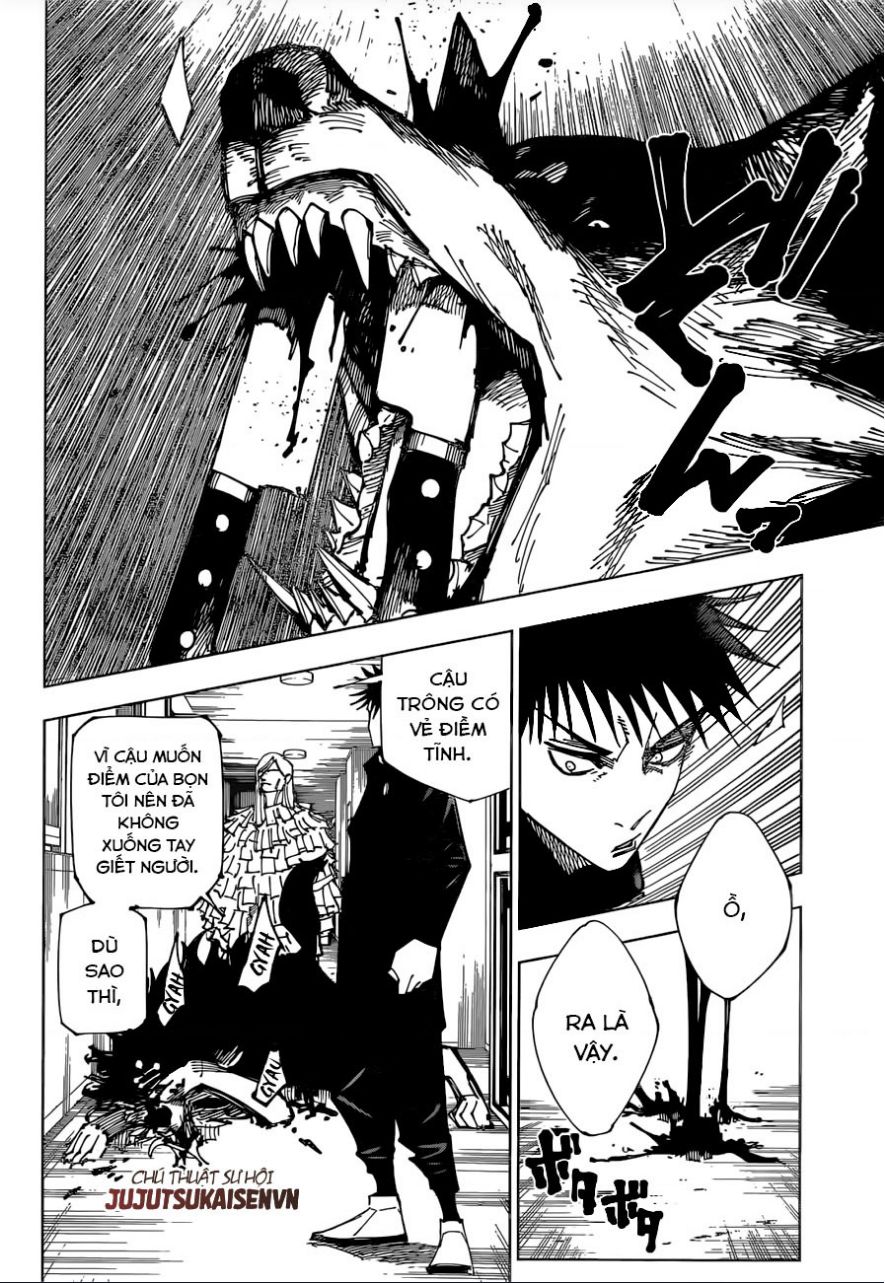 Ồ,
RA LÀ
VẬY.
ボタ
ボタ
CẬU
TRÔNG CÓ
VẺ ĐIỀM
TĨNH.
VÌ CẬU MUỐN
ĐIỂM CỦA BỌN
TÔI NÊN ĐÃ
KHÔNG
XUỐNG TAY
GIẾT NGƯỜI.
DÙ
SAO
THÌ,
GYAH
GYAH
GYAU
CHÚ THUẬT SƯ HỘI
JUJUTSUKAISENVN